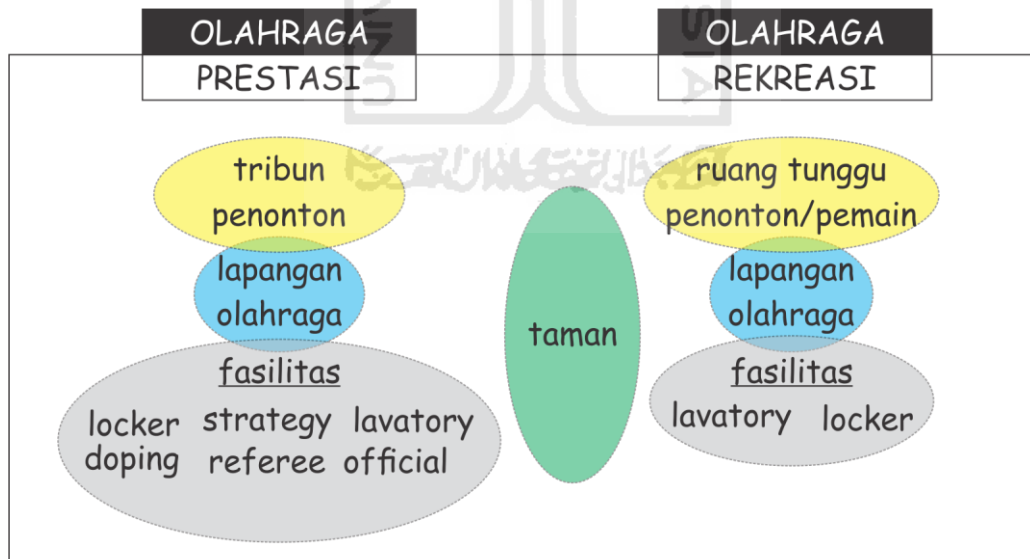 OLAHRAGA
PRESTASI
tribun
penonton
lapangan
olahraga
fasilitas
locker strategy lavatory
doping referee official
taman
OLAHRAGA
REKREASI
ruang tunggu
penonton/pemain
lapangan
olahraga
fasilitas
lavatory locker